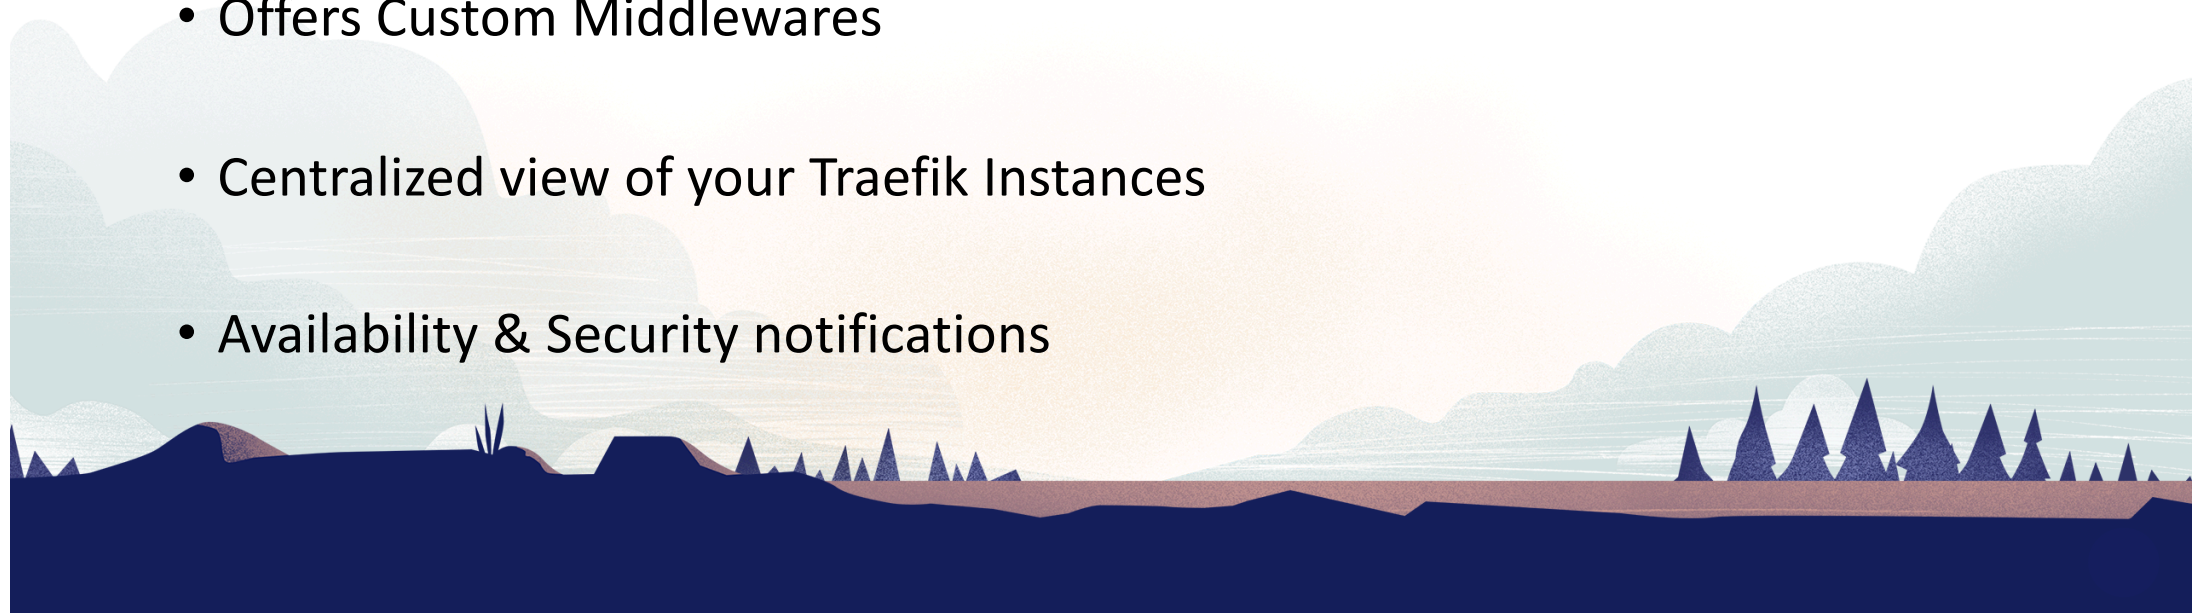 • Offers Custom Middlewares
• Centralized view of your Traefik Instances
• Availability & Security notifications